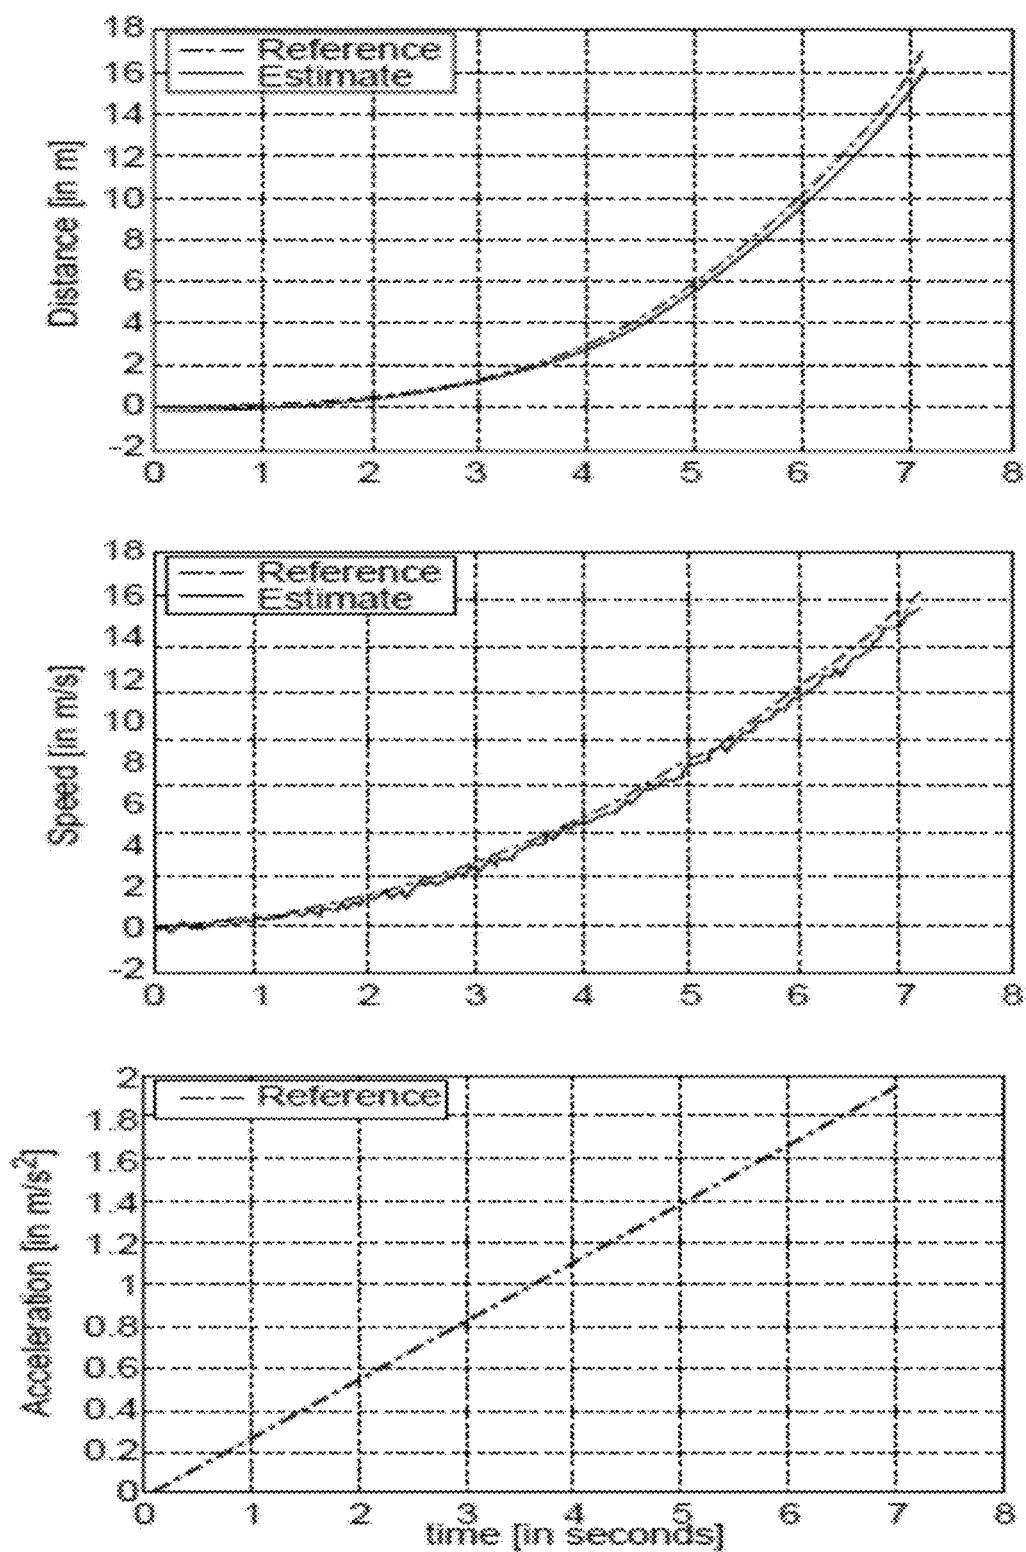 18
Reference
Estimate
16
14
12
10
8
6
4
2
0
-2
Distance [in m]
0 1 2 3 4 5 6 7 8
18
Reference
Estimate
16
14
12
10
8
6
4
2
0
-2
Speed [in m/s]
0 1 2 3 4 5 6 7 8
2
Reference
1.8
1.6
1.4
1.2
1
0.8
0.6
0.4
0.2
0
Acceleration [in m/s²]
0 1 2 3 4 5 6 7 8
time [in seconds]